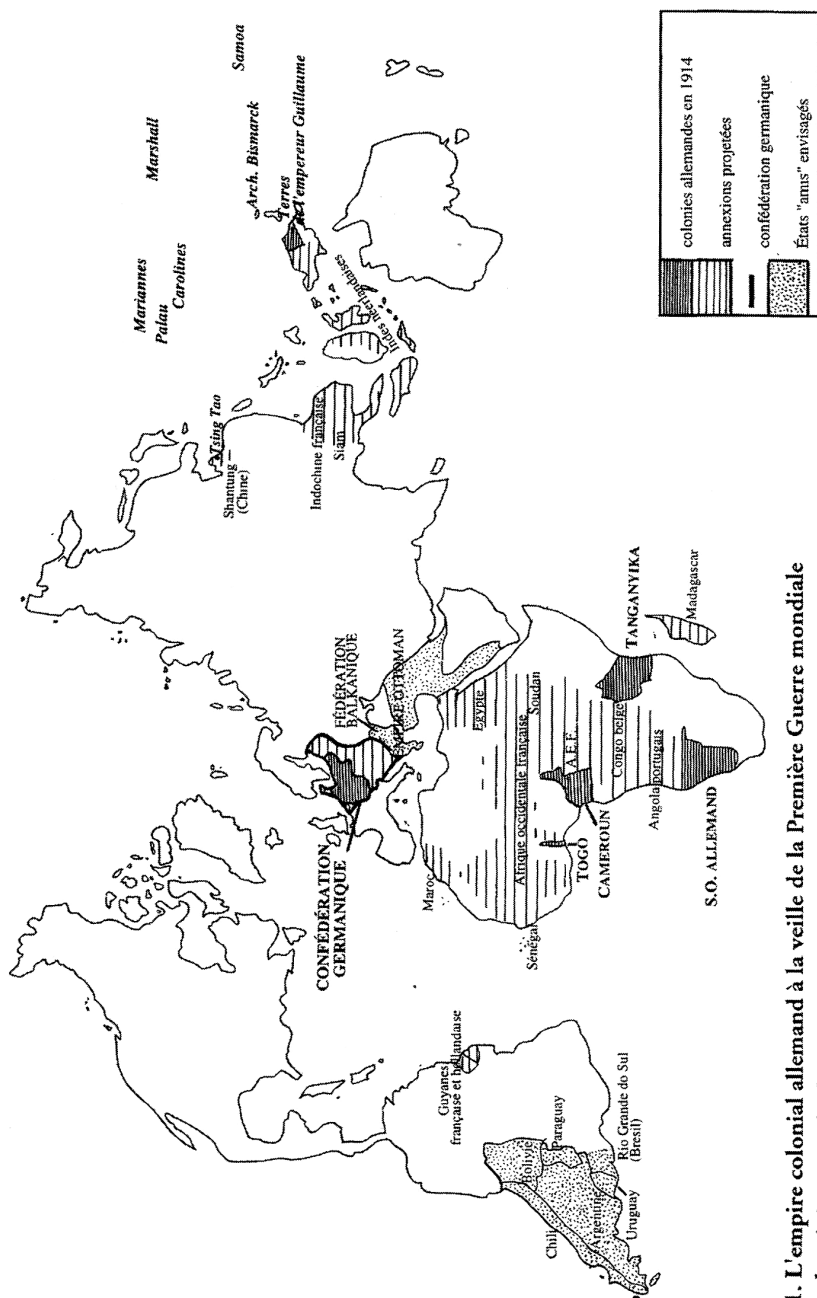 Samoa
Marshall
Arch. Bismarck
Terres
de l'empereur Guillaume
Mariannes
Palau
Carolines
Indes néerlandaises
Tsing Tao
Shantung
(Chine)
Indochine française
Siam
FÉDÉRATION
BALKANIQUE
EMPIRE OTTOMAN
CONFÉDÉRATION
GERMANIQUE
Maroc
Egypte
Afrique occidentale française
Soudan
Sénégal
A.E.F.
TOGO
CAMEROUN
Congo belge
TANGANYIKA
Madagascar
Angola portugais
S.O. ALLEMAND
Guyanes
française et hollandaise
Bolivie
Paraguay
Chili
Argentine
Uruguay
Rio Grande do Sul
(Bresil)
colonies allemandes en 1914
annexions projetées
confédération germanique
États "amis" envisagés
1. L'empire colonial allemand à la veille de la Première Guerre mondiale